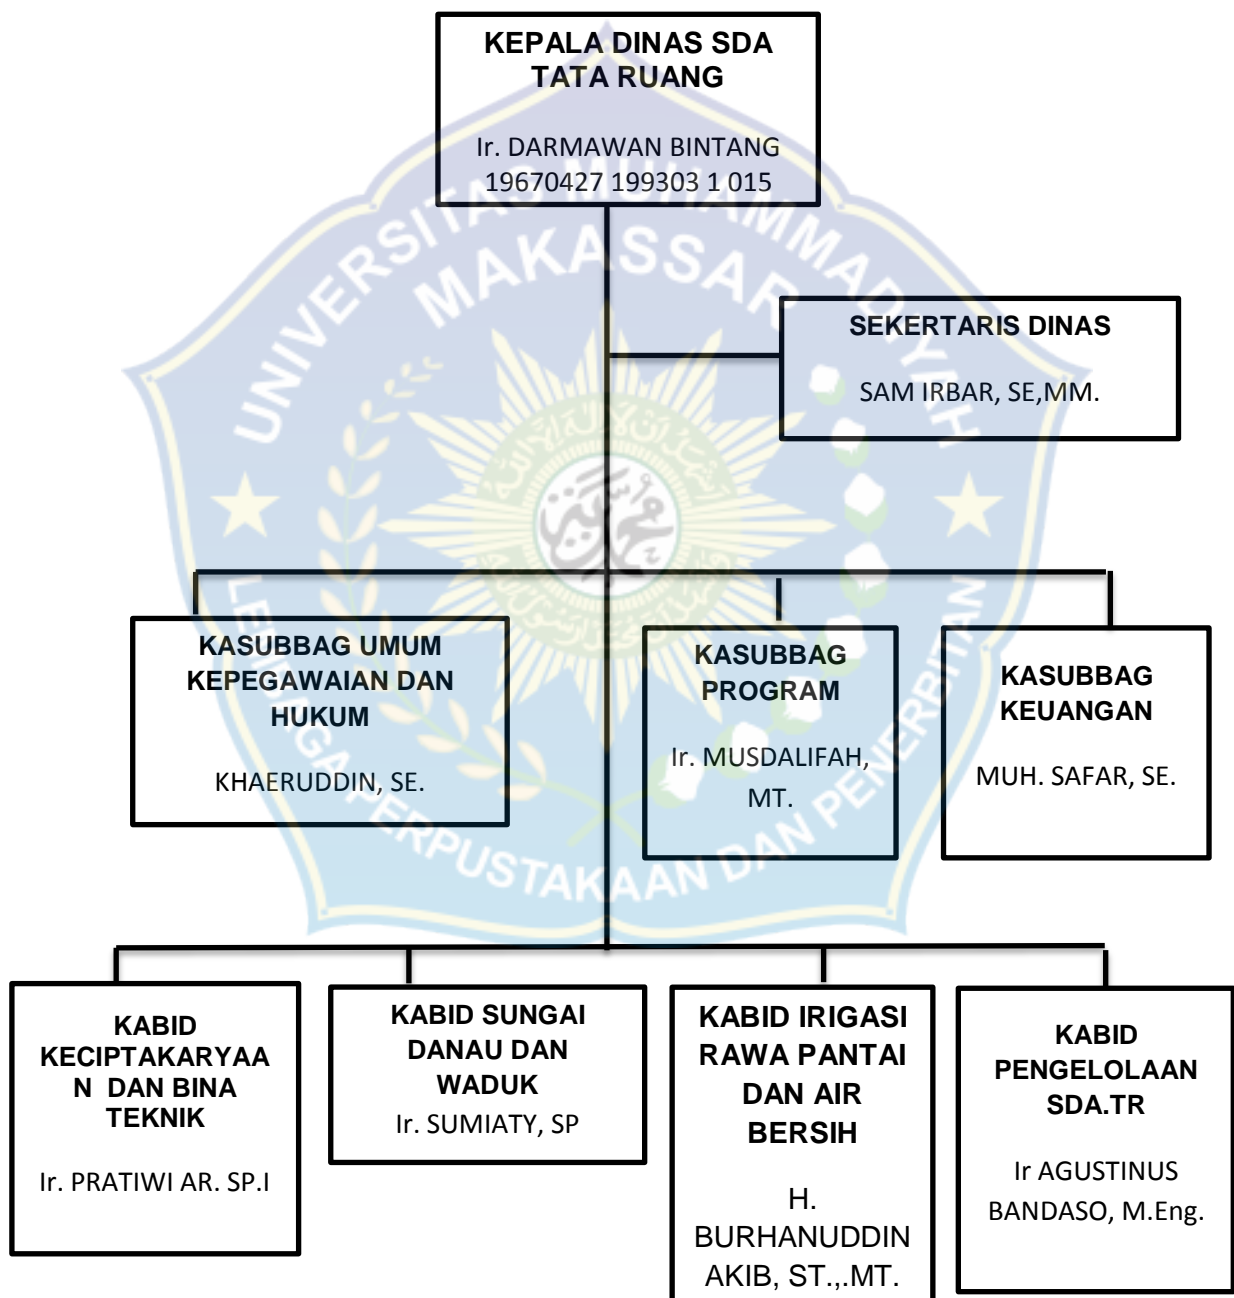 KEPALA DINAS SDA
TATA RUANG
Ir. DARMAWAN BINTANG
19670427 199303 1 015
UNIVERSITAS MUHAMMADIYAH
MAKASSAR
SEKERTARIS DINAS
SAM IRBAR, SE,MM.
KASUBBAG UMUM
KEPEGAWAIAN DAN
HUKUM
KHAERUDDIN, SE.
KASUBBAG
PROGRAM
Ir. MUSDALIFAH,
MT.
KASUBBAG
KEUANGAN
MUH. SAFAR, SE.
LEMBAGA PERPUSTAKAAN DAN PENERBITAN
KABID
KECIPTAKARYAA
N DAN BINA
TEKNIK
Ir. PRATIWI AR. SP.I
KABID SUNGAI
DANAU DAN
WADUK
Ir. SUMIATY, SP
KABID IRIGASI
RAWA PANTAI
DAN AIR
BERSIH
H.
BURHANUDDIN
AKIB, ST.,.MT.
KABID
PENGELOLAAN
SDA.TR
Ir AGUSTINUS
BANDASO, M.Eng.